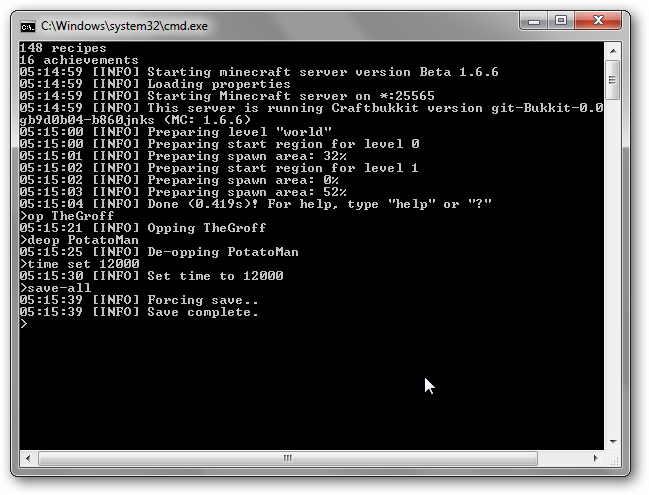 C:\Windows\system32\cmd.exe
148 recipes
16 achievements
05:14:59 [INFO] Starting minecraft server version Beta 1.6.6
05:14:59 [INFO] Loading properties
05:14:59 [INFO] Starting Minecraft server on *:25565
05:14:59 [INFO] This server is running Craftbukkit version git-Bukkit-0.0
gb9d0b04-b860jnks (MC: 1.6.6)
05:15:00 [INFO] Preparing level "world"
05:15:00 [INFO] Preparing start region for level 0
05:15:01 [INFO] Preparing spawn area: 32%
05:15:02 [INFO] Preparing start region for level 1
05:15:02 [INFO] Preparing spawn area: 0%
05:15:03 [INFO] Preparing spawn area: 52%
05:15:04 [INFO] Done (0.419s)! For help, type "help" or "?"
>op TheGroff
05:15:21 [INFO] Opping TheGroff
>deop PotatoMan
05:15:25 [INFO] De-opping PotatoMan
>time set 12000
05:15:30 [INFO] Set time to 12000
>save-all
05:15:39 [INFO] Forcing save..
05:15:39 [INFO] Save complete.
>